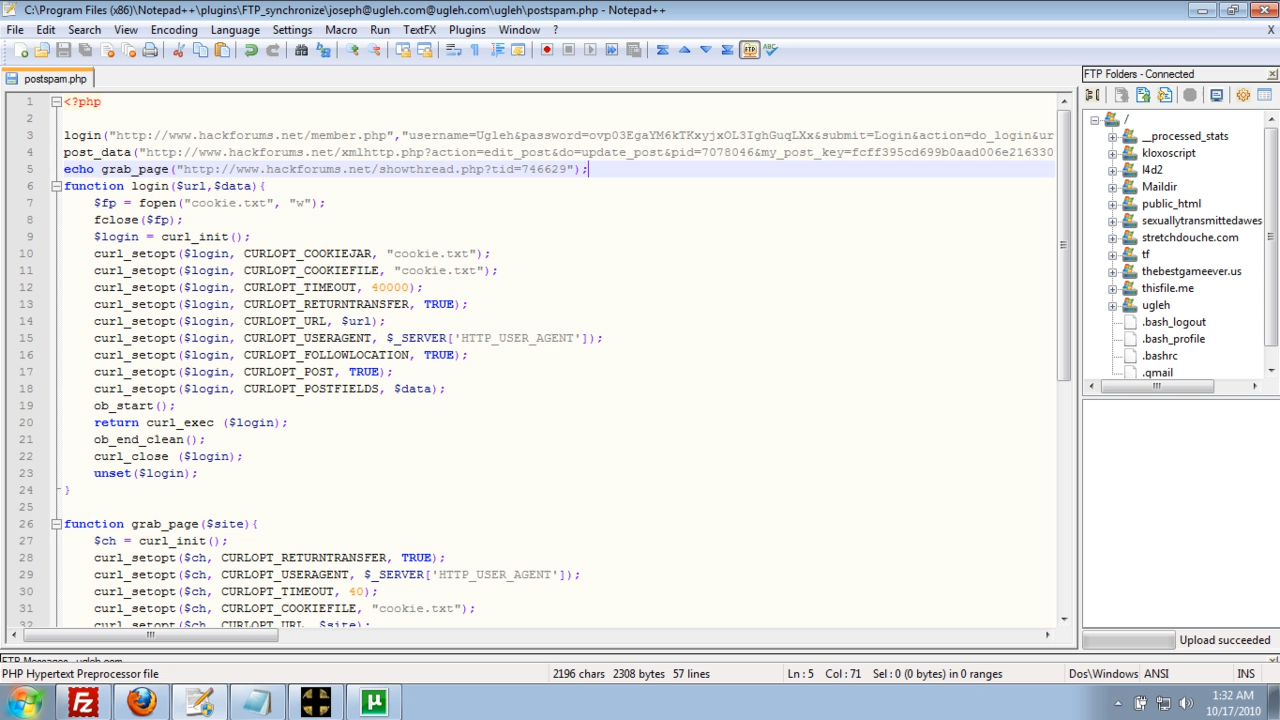 C:\Program Files (x86)\Notepad++\plugins\FTP_synchronize\joseph@ugleh.com@ugleh.com\ugleh\postspam.php - Notepad++
File Edit Search View Encoding Language Settings Macro Run TextFX Plugins Window ? X
postspam.php
1 <?php
2
3 login("http://www.hackforums.net/member.php","username=Ugleh&password=ovp03EgaYM6kTKxyjxOL3IghGuqLXx&submit=Login&action=do_login&ur
4 post_data("http://www.hackforums.net/xmlhttp.php?action=edit_post&do=update_post&pid=7078046&my_post_key=fcff395cd699b0aad006e216330
5 echo grab_page("http://www.hackforums.net/showthread.php?tid=746629");
6 function login($url,$data){
7 $fp = fopen("cookie.txt", "w");
8 fclose($fp);
9 $login = curl_init();
10 curl_setopt($login, CURLOPT_COOKIEJAR, "cookie.txt");
11 curl_setopt($login, CURLOPT_COOKIEFILE, "cookie.txt");
12 curl_setopt($login, CURLOPT_TIMEOUT, 40000);
13 curl_setopt($login, CURLOPT_RETURNTRANSFER, TRUE);
14 curl_setopt($login, CURLOPT_URL, $url);
15 curl_setopt($login, CURLOPT_USERAGENT, $_SERVER['HTTP_USER_AGENT']);
16 curl_setopt($login, CURLOPT_FOLLOWLOCATION, TRUE);
17 curl_setopt($login, CURLOPT_POST, TRUE);
18 curl_setopt($login, CURLOPT_POSTFIELDS, $data);
19 ob_start();
20 return curl_exec ($login);
21 ob_end_clean();
22 curl_close ($login);
23 unset($login);
24 }
25
26 function grab_page($site){
27 $ch = curl_init();
28 curl_setopt($ch, CURLOPT_RETURNTRANSFER, TRUE);
29 curl_setopt($ch, CURLOPT_USERAGENT, $_SERVER['HTTP_USER_AGENT']);
30 curl_setopt($ch, CURLOPT_TIMEOUT, 40);
31 curl_setopt($ch, CURLOPT_COOKIEFILE, "cookie.txt");
32 curl_setopt($ch, CURLOPT_URL, $site);
FTP Folders - Connected
/
__processed_stats
kloxoscript
l4d2
Maildir
public_html
sexuallytransmittedawes
stretchdouche.com
tf
thebestgameever.us
thisfile.me
ugleh
.bash_logout
.bash_profile
.bashrc
.qmail
Upload succeeded
FTP Messages - ugleh.com
PHP Hypertext Preprocessor file 2196 chars 2308 bytes 57 lines Ln : 5 Col : 71 Sel : 0 (0 bytes) in 0 ranges Dos\Windows ANSI INS
1:32 AM
10/17/2010